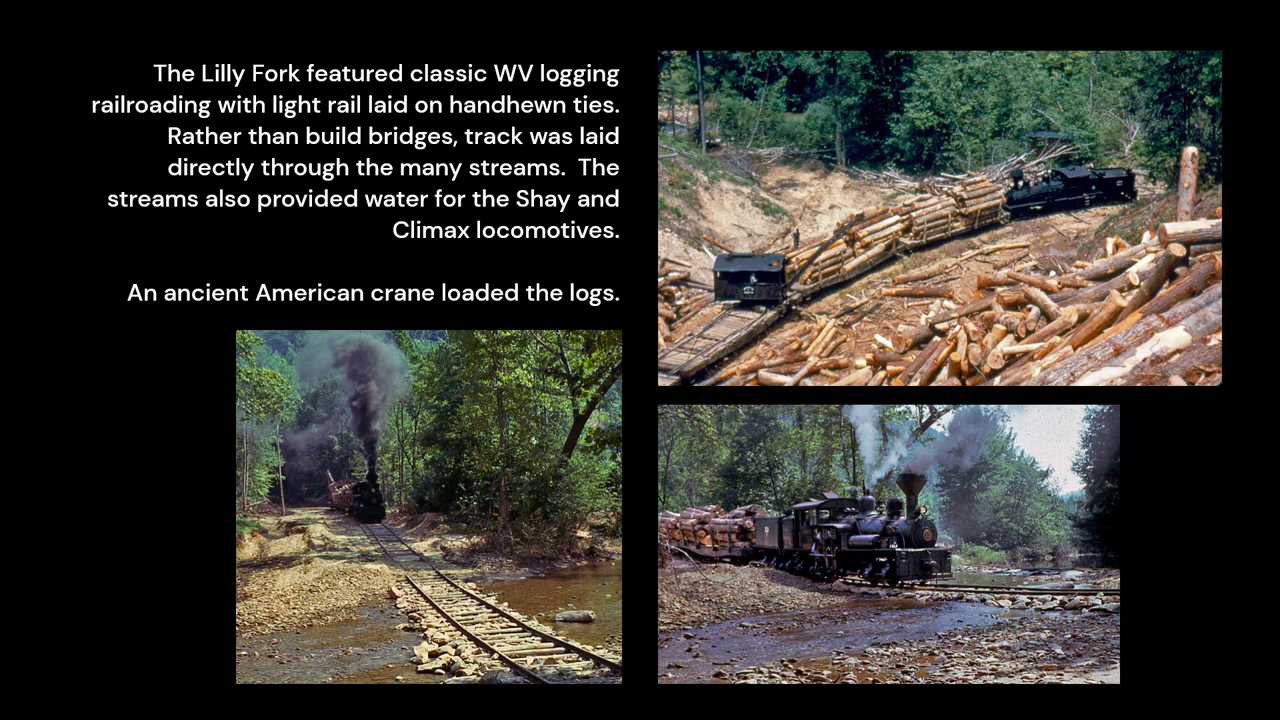 The Lilly Fork featured classic WV logging
railroading with light rail laid on handhewn ties.
Rather than build bridges, track was laid
directly through the many streams.  The
streams also provided water for the Shay and
Climax locomotives.
An ancient American crane loaded the logs.